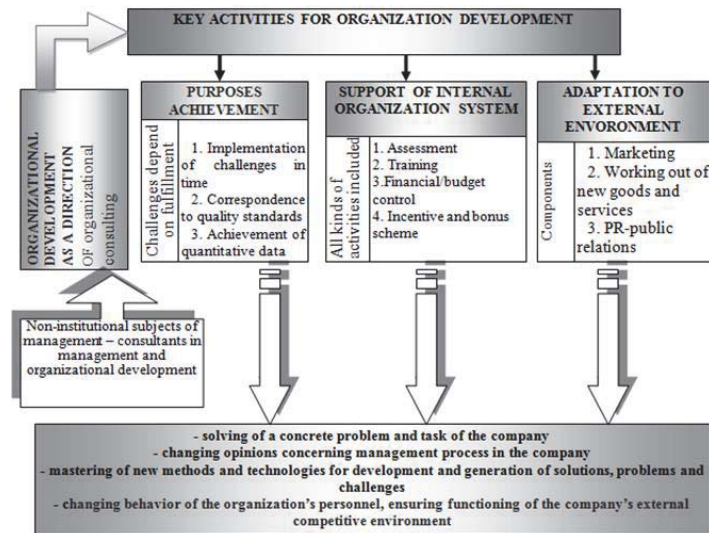 KEY ACTIVITIES FOR ORGANIZATION DEVELOPMENT
ORGANIZATIONAL
DEVELOPMENT
AS A DIRECTION
OF organizational
consulting
Non-institutional subjects of
management – consultants in
management and
organizational development
PURPOSES
ACHIEVEMENT
Challenges depend
on fulfillment
1. Implementation
of challenges in
time
2. Correspondence
to quality standards
3. Achievement of
quantitative data
SUPPORT OF INTERNAL
ORGANIZATION SYSTEM
All kinds of
activities included
1. Assessment
2. Training
3.Financial/budget
control
4. Incentive and bonus
scheme
ADAPTATION TO
EXTERNAL
ENVORONMENT
Components
1. Marketing
2. Working out of
new goods and
services
3. PR-public
relations
- solving of a concrete problem and task of the company
- changing opinions concerning management process in the company
- mastering of new methods and technologies for development and generation of solutions, problems and
challenges
- changing behavior of the organization's personnel, ensuring functioning of the company's external
competitive environment